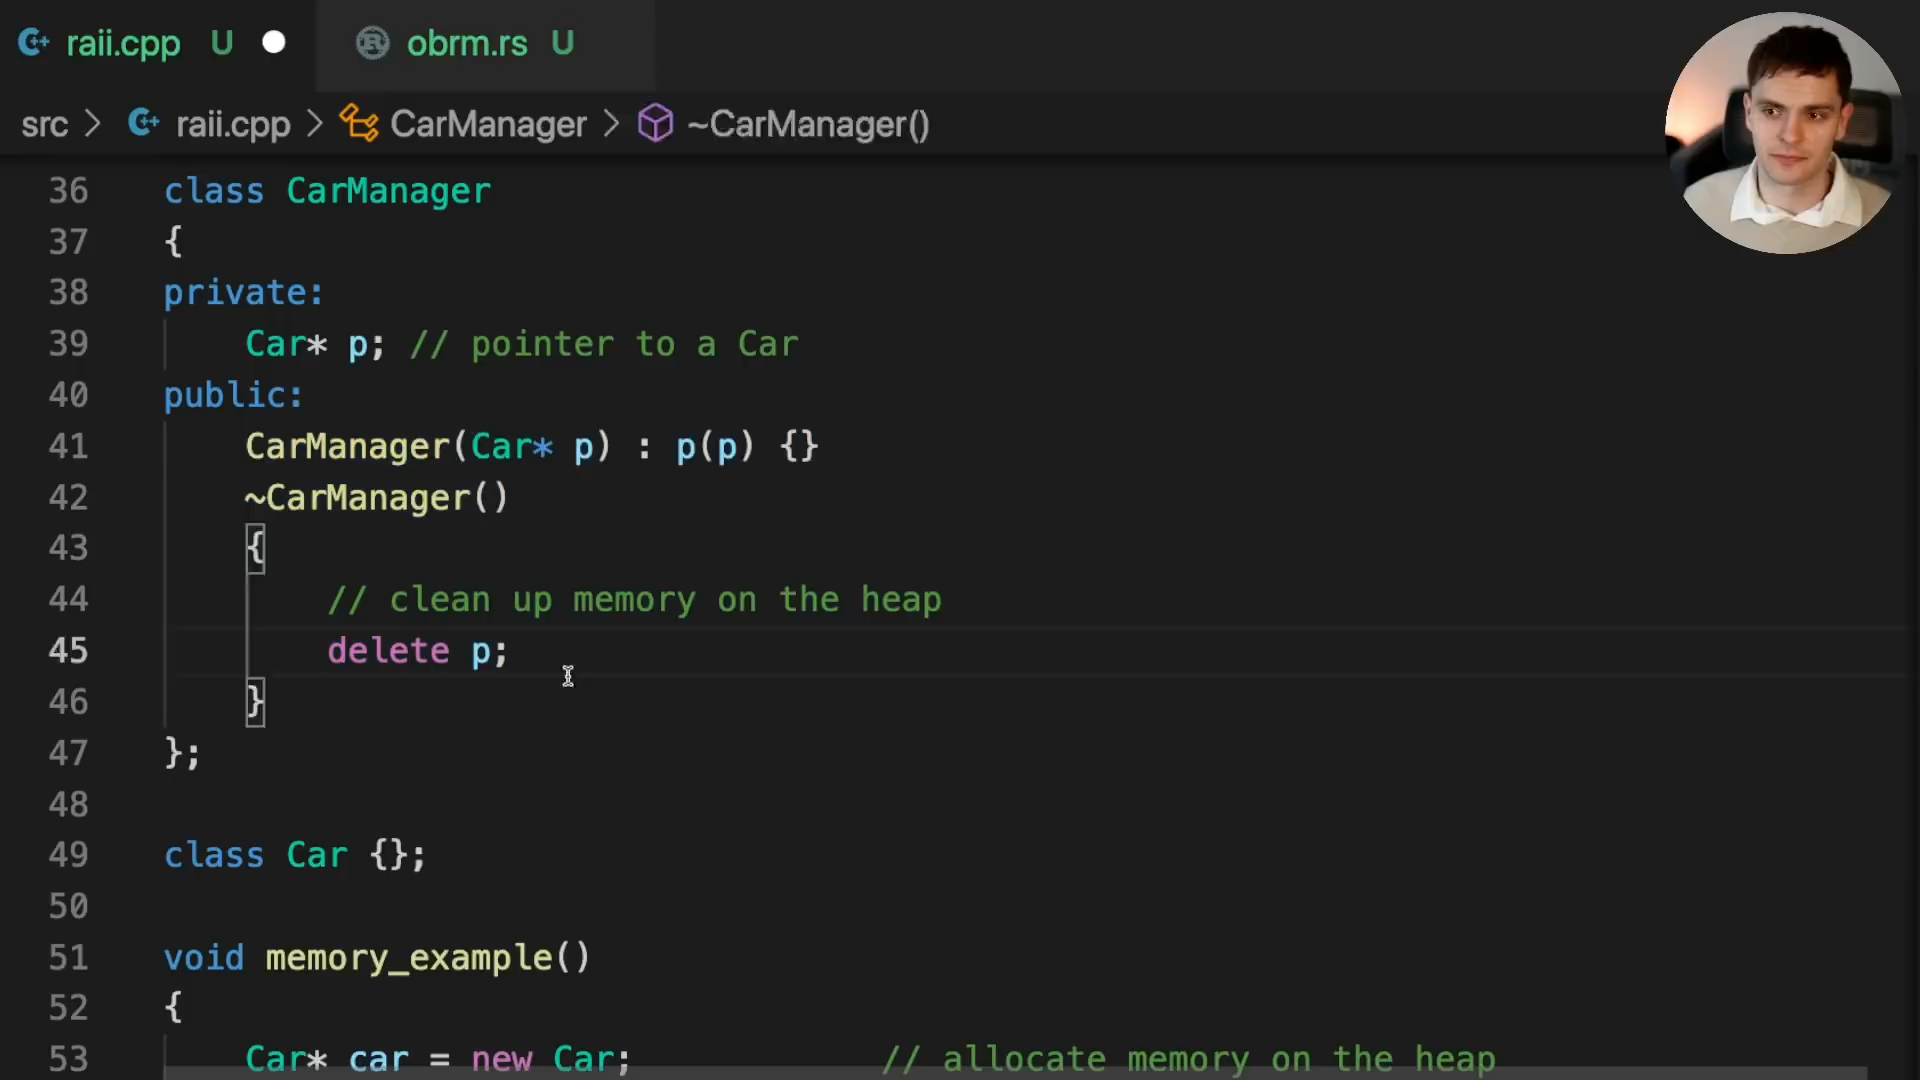 raii.cpp U obrm.rs U
src > raii.cpp > CarManager > ~CarManager()
36 class CarManager
37 {
38 private:
39 Car* p; // pointer to a Car
40 public:
41 CarManager(Car* p) : p(p) {}
42 ~CarManager()
43 {
44 // clean up memory on the heap
45 delete p;
46 }
47 };
48
49 class Car {};
50
51 void memory_example()
52 {
53 Car* car = new Car; // allocate memory on the heap